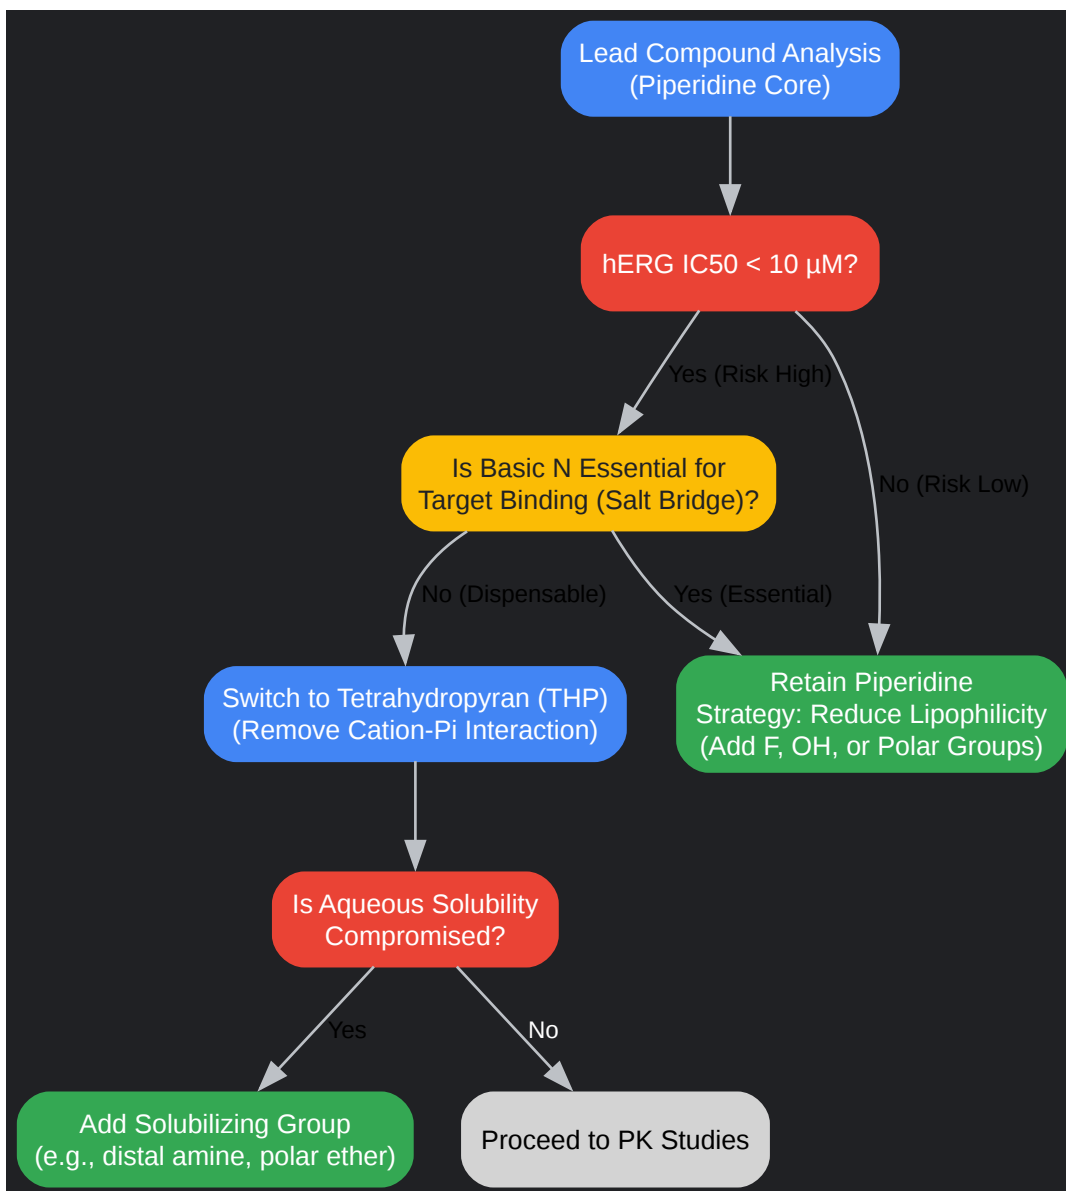 Lead Compound Analysis
(Piperidine Core)
hERG IC50 < 10 µM?
Yes (Risk High)
Is Basic N Essential for
Target Binding (Salt Bridge)?
No (Risk Low)
No (Dispensable)
Yes (Essential)
Switch to Tetrahydropyran (THP)
(Remove Cation-Pi Interaction)
Retain Piperidine
Strategy: Reduce Lipophilicity
(Add F, OH, or Polar Groups)
Is Aqueous Solubility
Compromised?
Yes
No
Add Solubilizing Group
(e.g., distal amine, polar ether)
Proceed to PK Studies